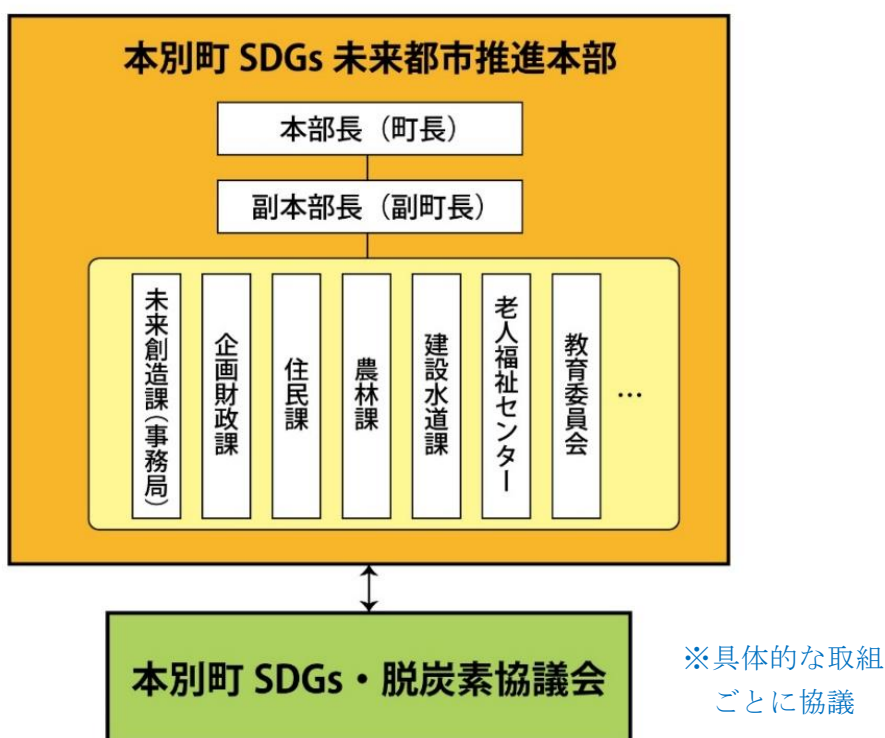 本別町 SDGs 未来都市推進本部
本部長（町長）
副本部長（副町長）
未来創造課（事務局）
企画財政課
住民課
農林課
建設水道課
老人福祉センター
教育委員会
…
本別町 SDGs・脱炭素協議会
※具体的な取組
ごとに協議